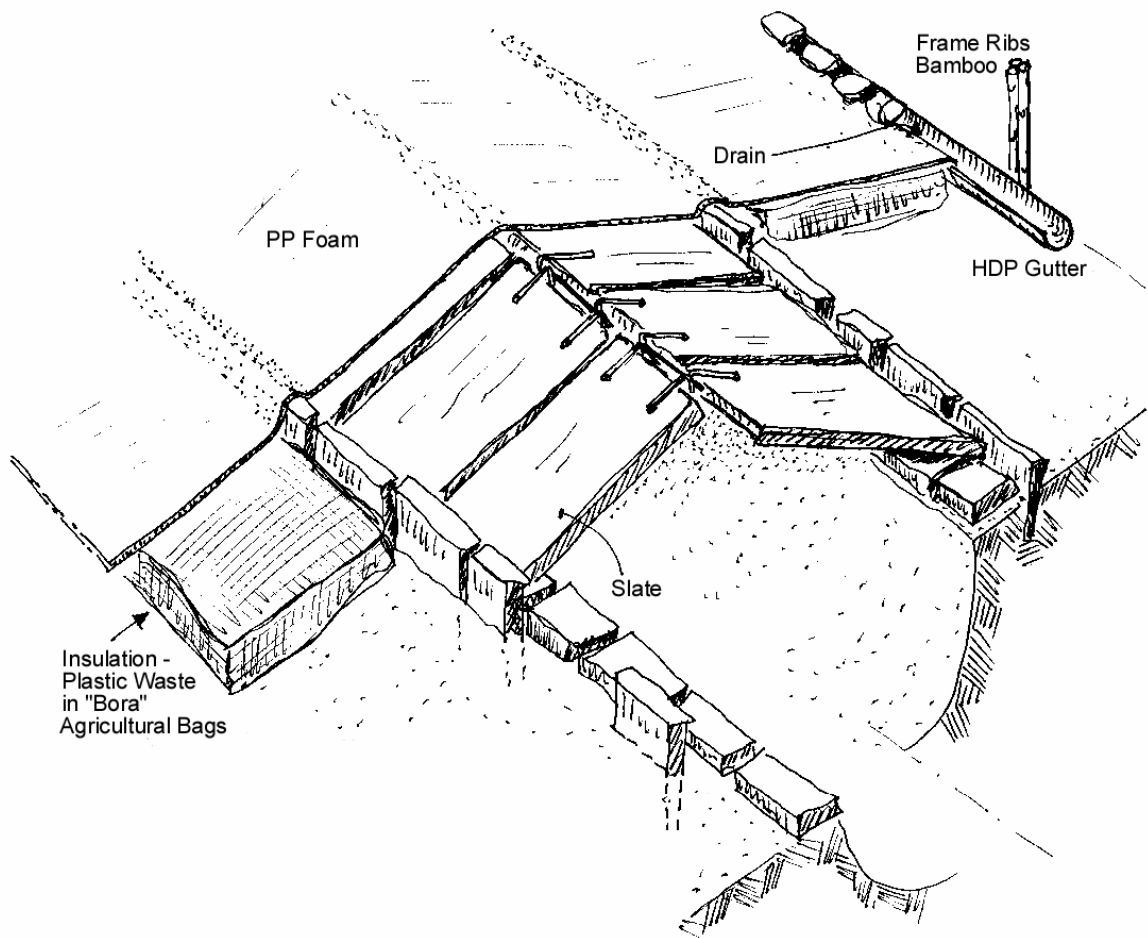 Frame Ribs
Bamboo
Drain
PP Foam
HDP Gutter
Slate
Insulation -
Plastic Waste
in "Bora"
Agricultural Bags